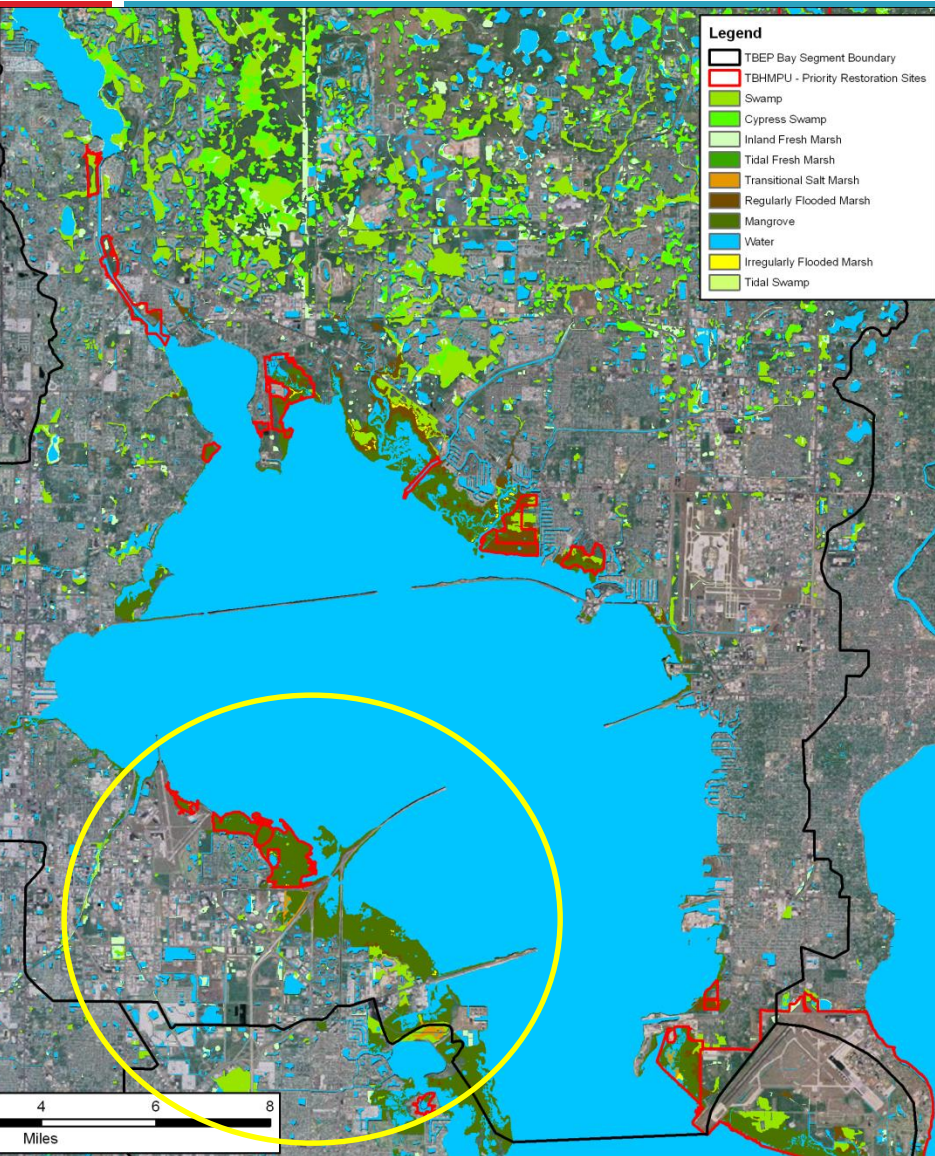 Legend
TBEP Bay Segment Boundary
TBHMPU - Priority Restoration Sites
Swamp
Cypress Swamp
Inland Fresh Marsh
Tidal Fresh Marsh
Transitional Salt Marsh
Regularly Flooded Marsh
Mangrove
Water
Irregularly Flooded Marsh
Tidal Swamp
4 6 8
Miles